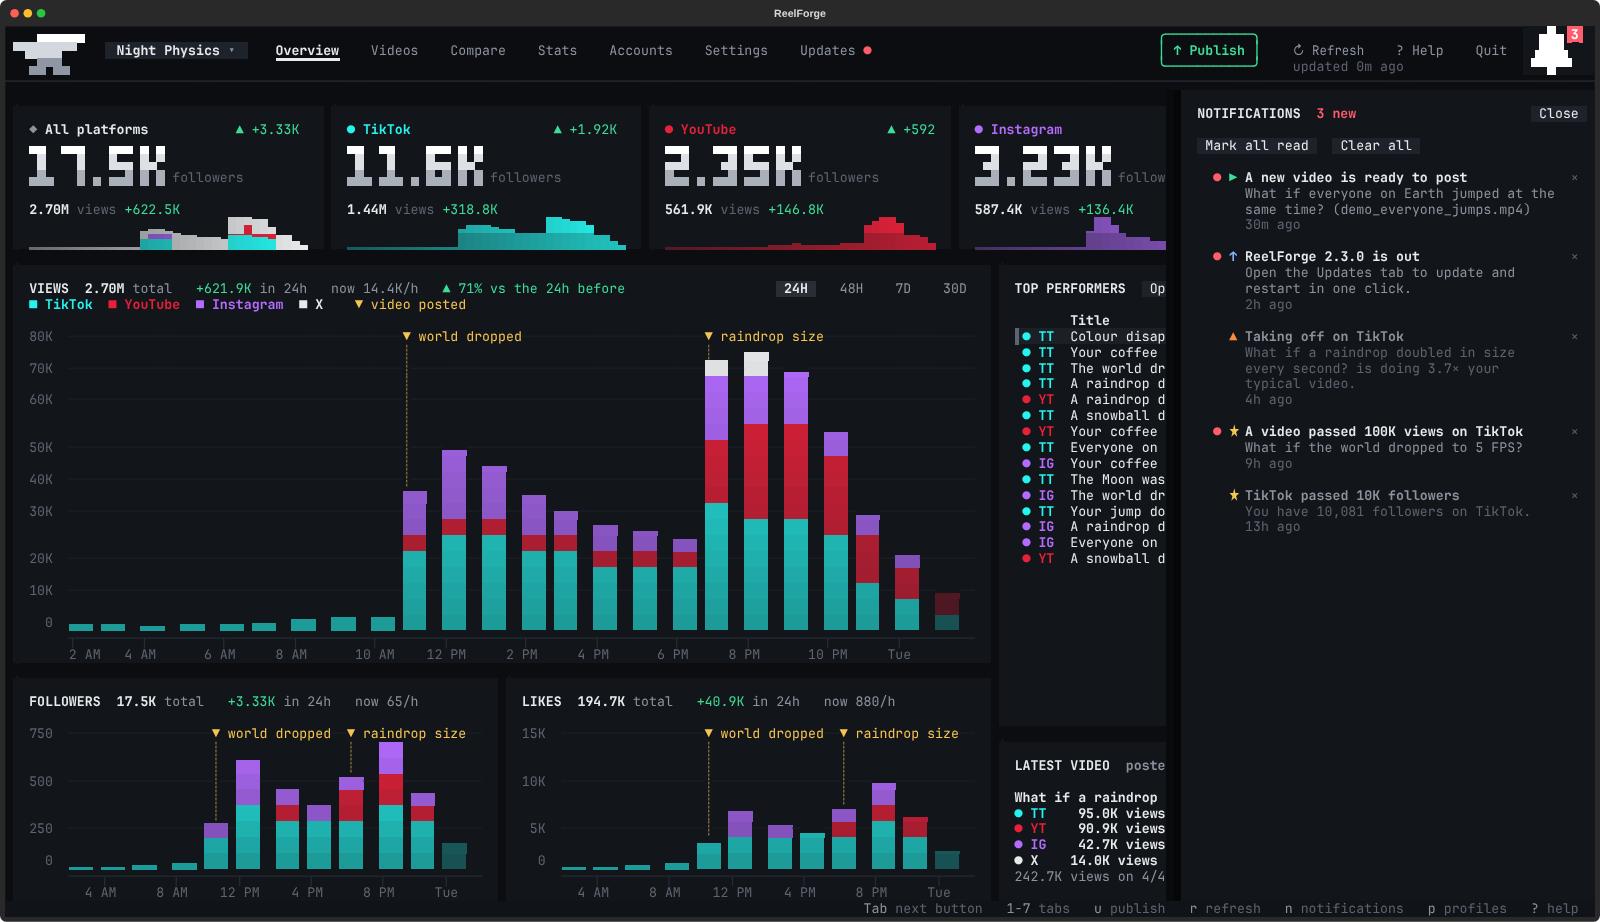 ReelForge
Night Physics ▾ Overview Videos Compare Stats Accounts Settings Updates ↑ Publish Refresh ? Help Quit 3
updated 0m ago
All platforms ▲ +3.33K
17.5K followers
2.70M views +622.5K
TikTok ▲ +1.92K
11.6K followers
1.44M views +318.8K
YouTube ▲ +592
2.35K followers
561.9K views +146.8K
Instagram
3.23K follow
587.4K views +136.4K
VIEWS 2.70M total +621.9K in 24h now 14.4K/h ▲ 71% vs the 24h before 24H 48H 7D 30D
TikTok YouTube Instagram X ▼ video posted
▼ world dropped ▼ raindrop size
80K
70K
60K
50K
40K
30K
20K
10K
0
2 AM 4 AM 6 AM 8 AM 10 AM 12 PM 2 PM 4 PM 6 PM 8 PM 10 PM Tue
FOLLOWERS 17.5K total +3.33K in 24h now 65/h
▼ world dropped ▼ raindrop size
750
500
250
0
4 AM 8 AM 12 PM 4 PM 8 PM Tue
LIKES 194.7K total +40.9K in 24h now 880/h
▼ world dropped ▼ raindrop size
15K
10K
5K
0
4 AM 8 AM 12 PM 4 PM 8 PM Tue
TOP PERFORMERS Op
Title
TT Colour disap
TT Your coffee
TT The world dr
TT A raindrop d
YT A raindrop d
TT A snowball d
YT Your coffee
TT Everyone on
IG Your coffee
TT The Moon was
IG The world dr
TT Your jump do
IG A raindrop d
IG Everyone on
YT A snowball d
LATEST VIDEO poste
What if a raindrop
TT 95.0K views
YT 90.9K views
IG 42.7K views
X 14.0K views
242.7K views on 4/4
NOTIFICATIONS 3 new Close
Mark all read Clear all
A new video is ready to post ×
What if everyone on Earth jumped at the
same time? (demo_everyone_jumps.mp4)
30m ago
↑ ReelForge 2.3.0 is out ×
Open the Updates tab to update and
restart in one click.
2h ago
▲ Taking off on TikTok ×
What if a raindrop doubled in size
every second? is doing 3.7× your
typical video.
4h ago
★ A video passed 100K views on TikTok ×
What if the world dropped to 5 FPS?
9h ago
★ TikTok passed 10K followers ×
You have 10,081 followers on TikTok.
13h ago
Tab next button 1-7 tabs u publish r refresh n notifications p profiles ? help